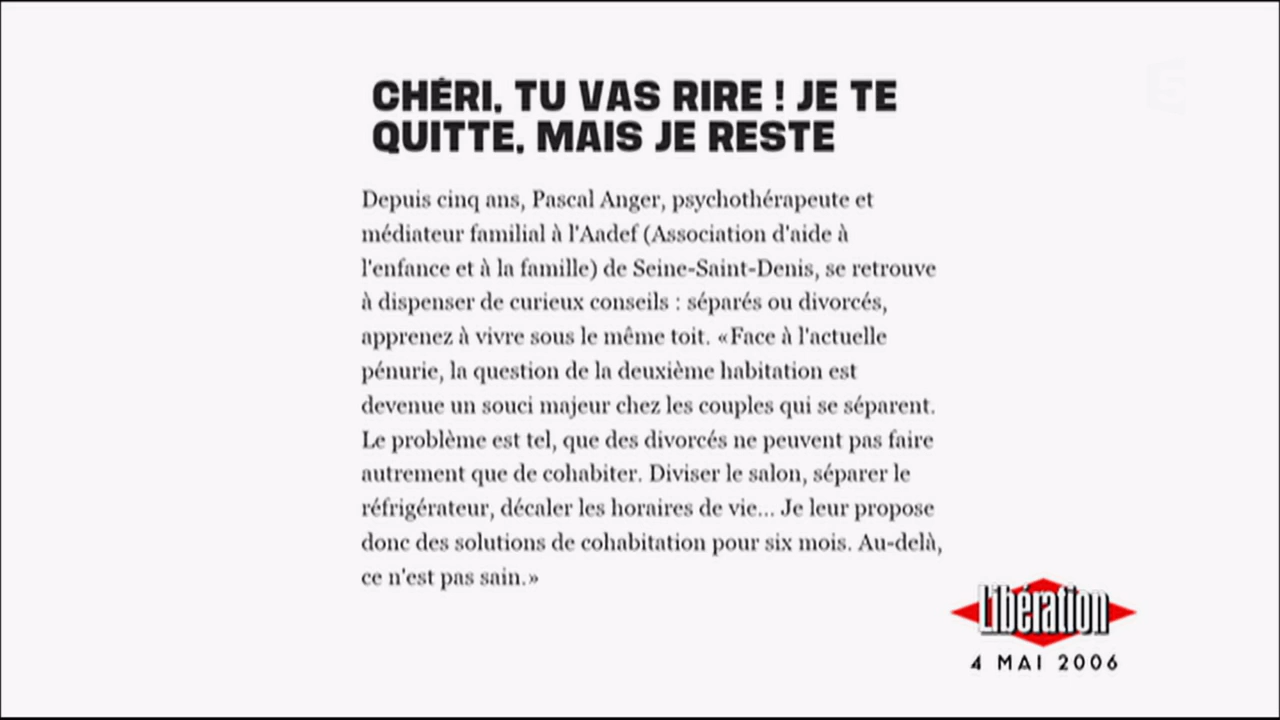 CHÉRI, TU VAS RIRE ! JE TE
QUITTE, MAIS JE RESTE
Depuis cinq ans, Pascal Anger, psychothérapeute et
médiateur familial à l'Aadef (Association d'aide à
l'enfance et à la famille) de Seine-Saint-Denis, se retrouve
à dispenser de curieux conseils : séparés ou divorcés,
apprenez à vivre sous le même toit. «Face à l'actuelle
pénurie, la question de la deuxième habitation est
devenue un souci majeur chez les couples qui se séparent.
Le problème est tel, que des divorcés ne peuvent pas faire
autrement que de cohabiter. Diviser le salon, séparer le
réfrigérateur, décaler les horaires de vie... Je leur propose
donc des solutions de cohabitation pour six mois. Au-delà,
ce n'est pas sain.»
Libération
4 MAI 2006